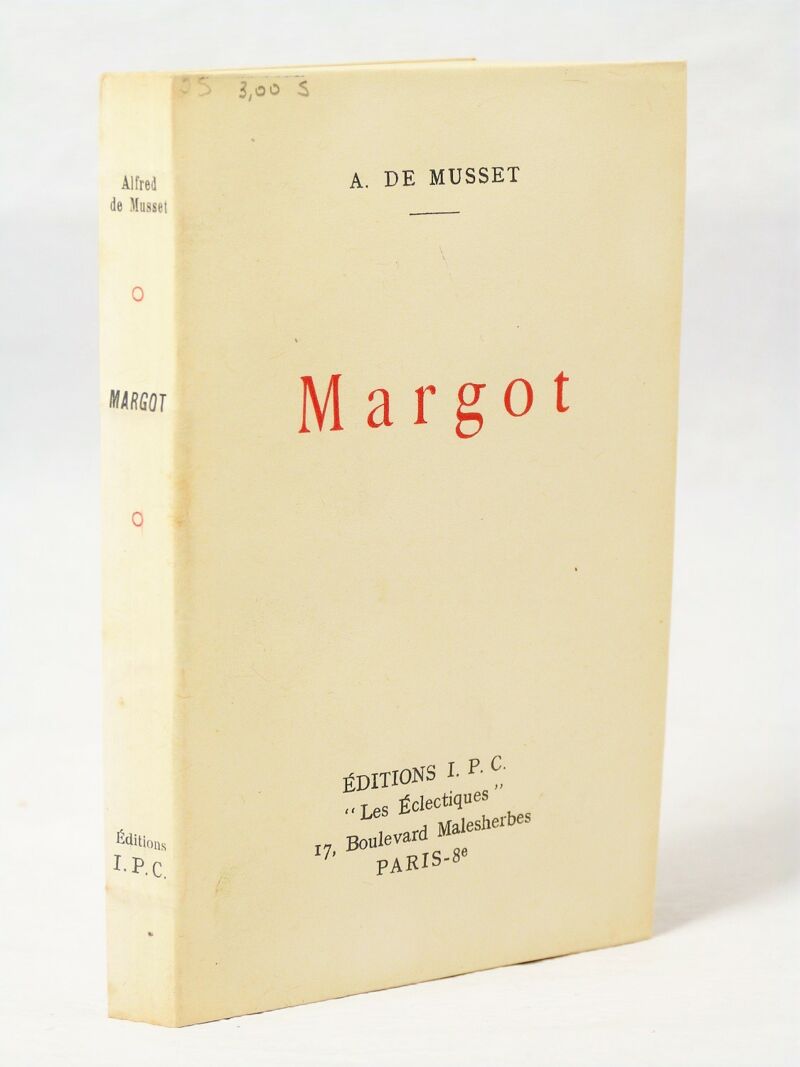 3,00 S
A. DE MUSSET
Margot
ÉDITIONS I. P. C.
“Les Éclectiques”
17, Boulevard Malesherbes
PARIS-8e
Alfred
de Musset
MARGOT
Éditions
I. P. C.